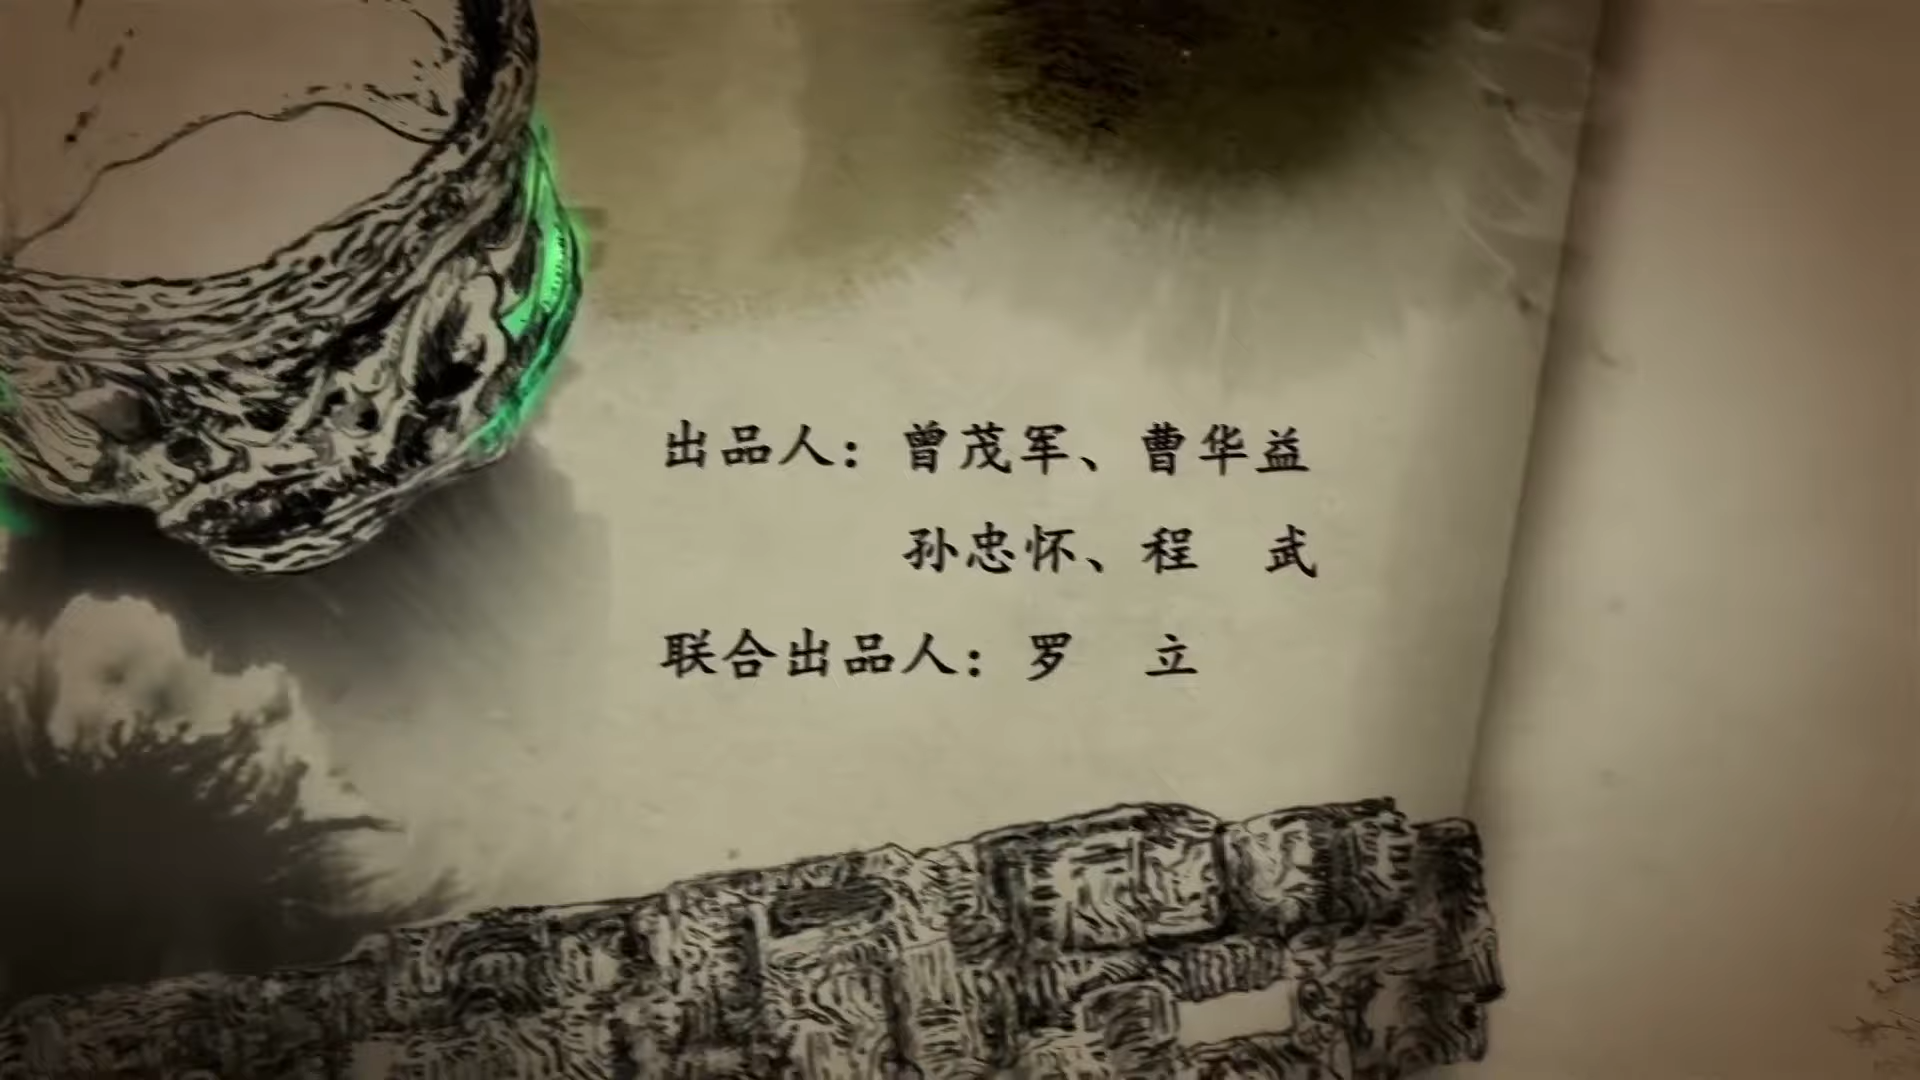 出品人：曾茂军、曹华益
孙忠怀、程　武
联合出品人：罗　立